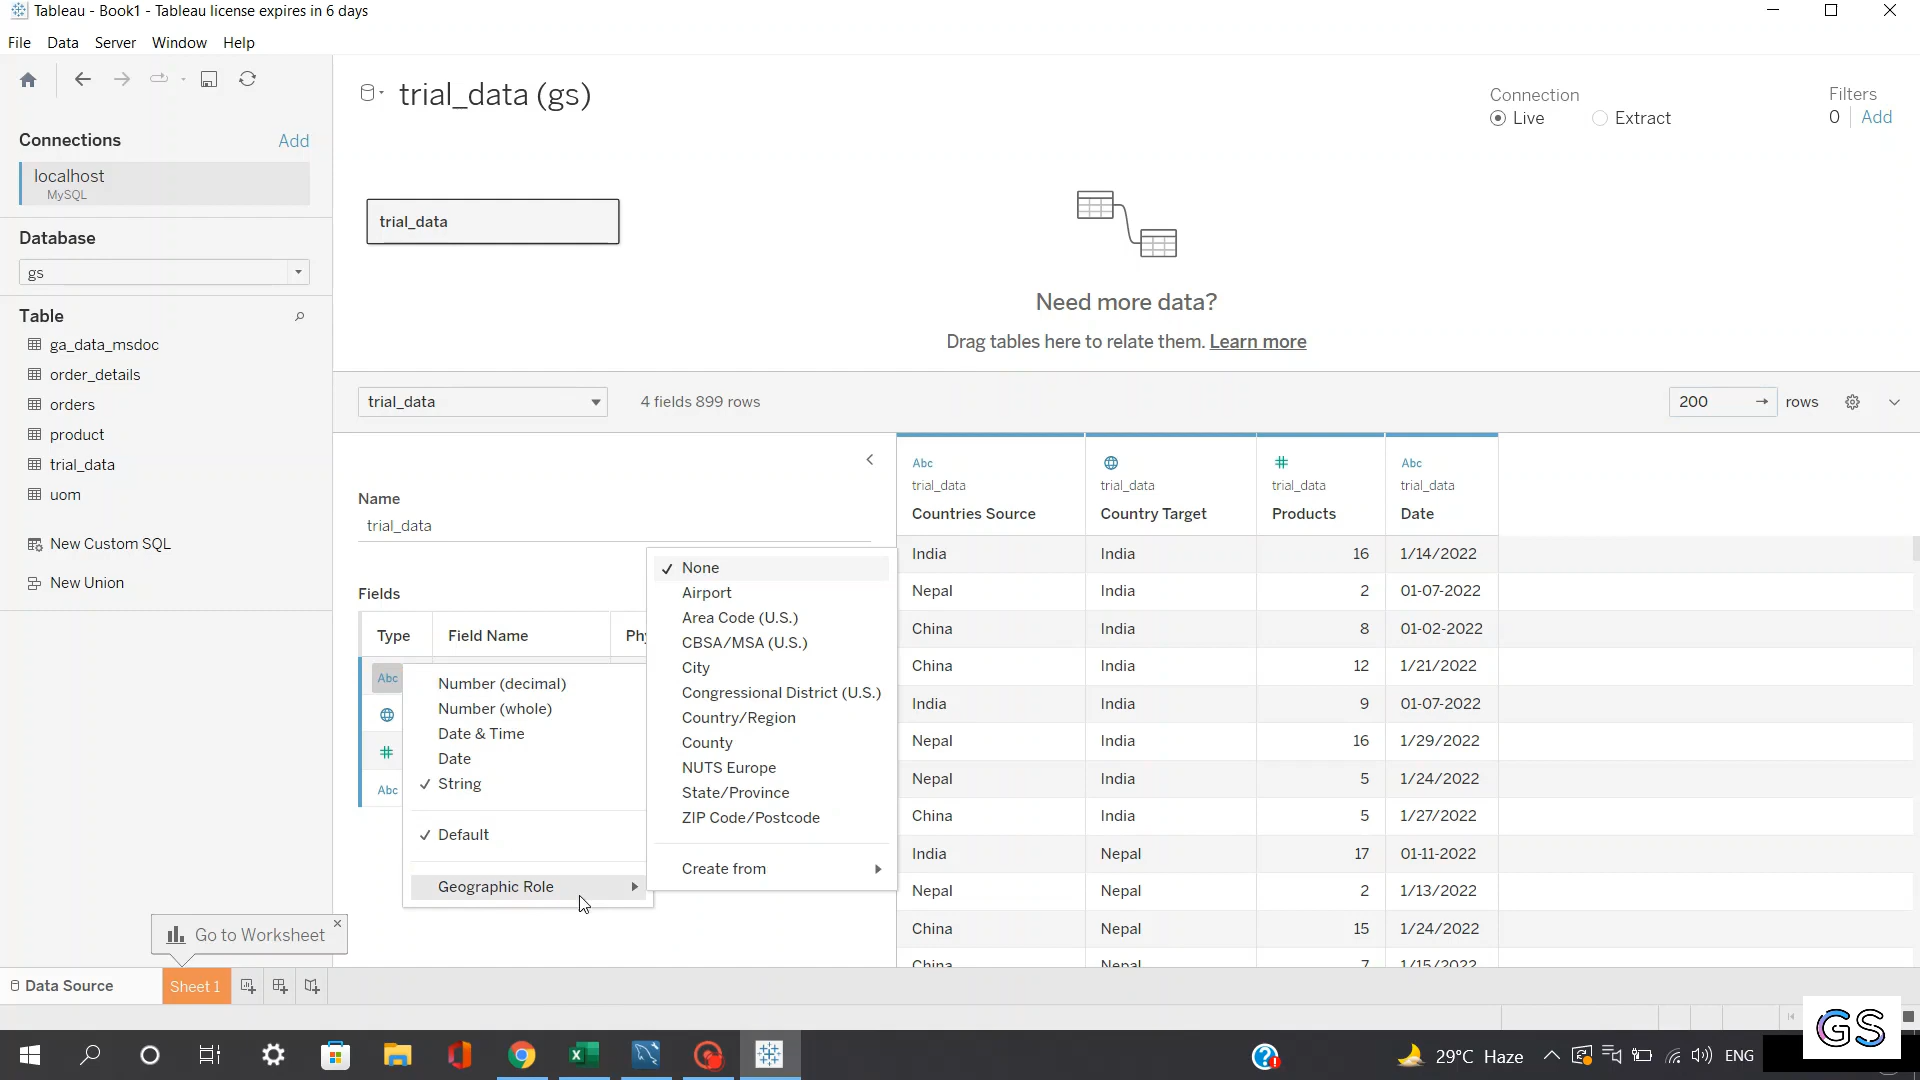 Tableau - Book1 - Tableau license expires in 6 days
File Data Server Window Help
Connections Add
localhost
MySQL
Database
gs
Table
ga_data_msdoc
order_details
orders
product
trial_data
uom
New Custom SQL
New Union
trial_data (gs)
Connection
Live Extract
Filters
0 Add
trial_data
Need more data?
Drag tables here to relate them. Learn more
trial_data 4 fields 899 rows 200 → rows
Name
trial_data
Fields
Type Field Name
Abc
#
Abc
Number (decimal)
Number (whole)
Date & Time
Date
✓ String
✓ Default
Geographic Role
✓ None
Airport
Area Code (U.S.)
CBSA/MSA (U.S.)
City
Congressional District (U.S.)
Country/Region
County
NUTS Europe
State/Province
ZIP Code/Postcode
Create from
Abc # Abc
trial_data trial_data trial_data trial_data
Countries Source Country Target Products Date
India India 16 1/14/2022
Nepal India 2 01-07-2022
China India 8 01-02-2022
China India 12 1/21/2022
India India 9 01-07-2022
Nepal India 16 1/29/2022
Nepal India 5 1/24/2022
China India 5 1/27/2022
India Nepal 17 01-11-2022
Nepal Nepal 2 1/13/2022
China Nepal 15 1/24/2022
China Nepal 7 1/15/2022
Go to Worksheet
Data Source Sheet 1
29°C Haze ENG
GS